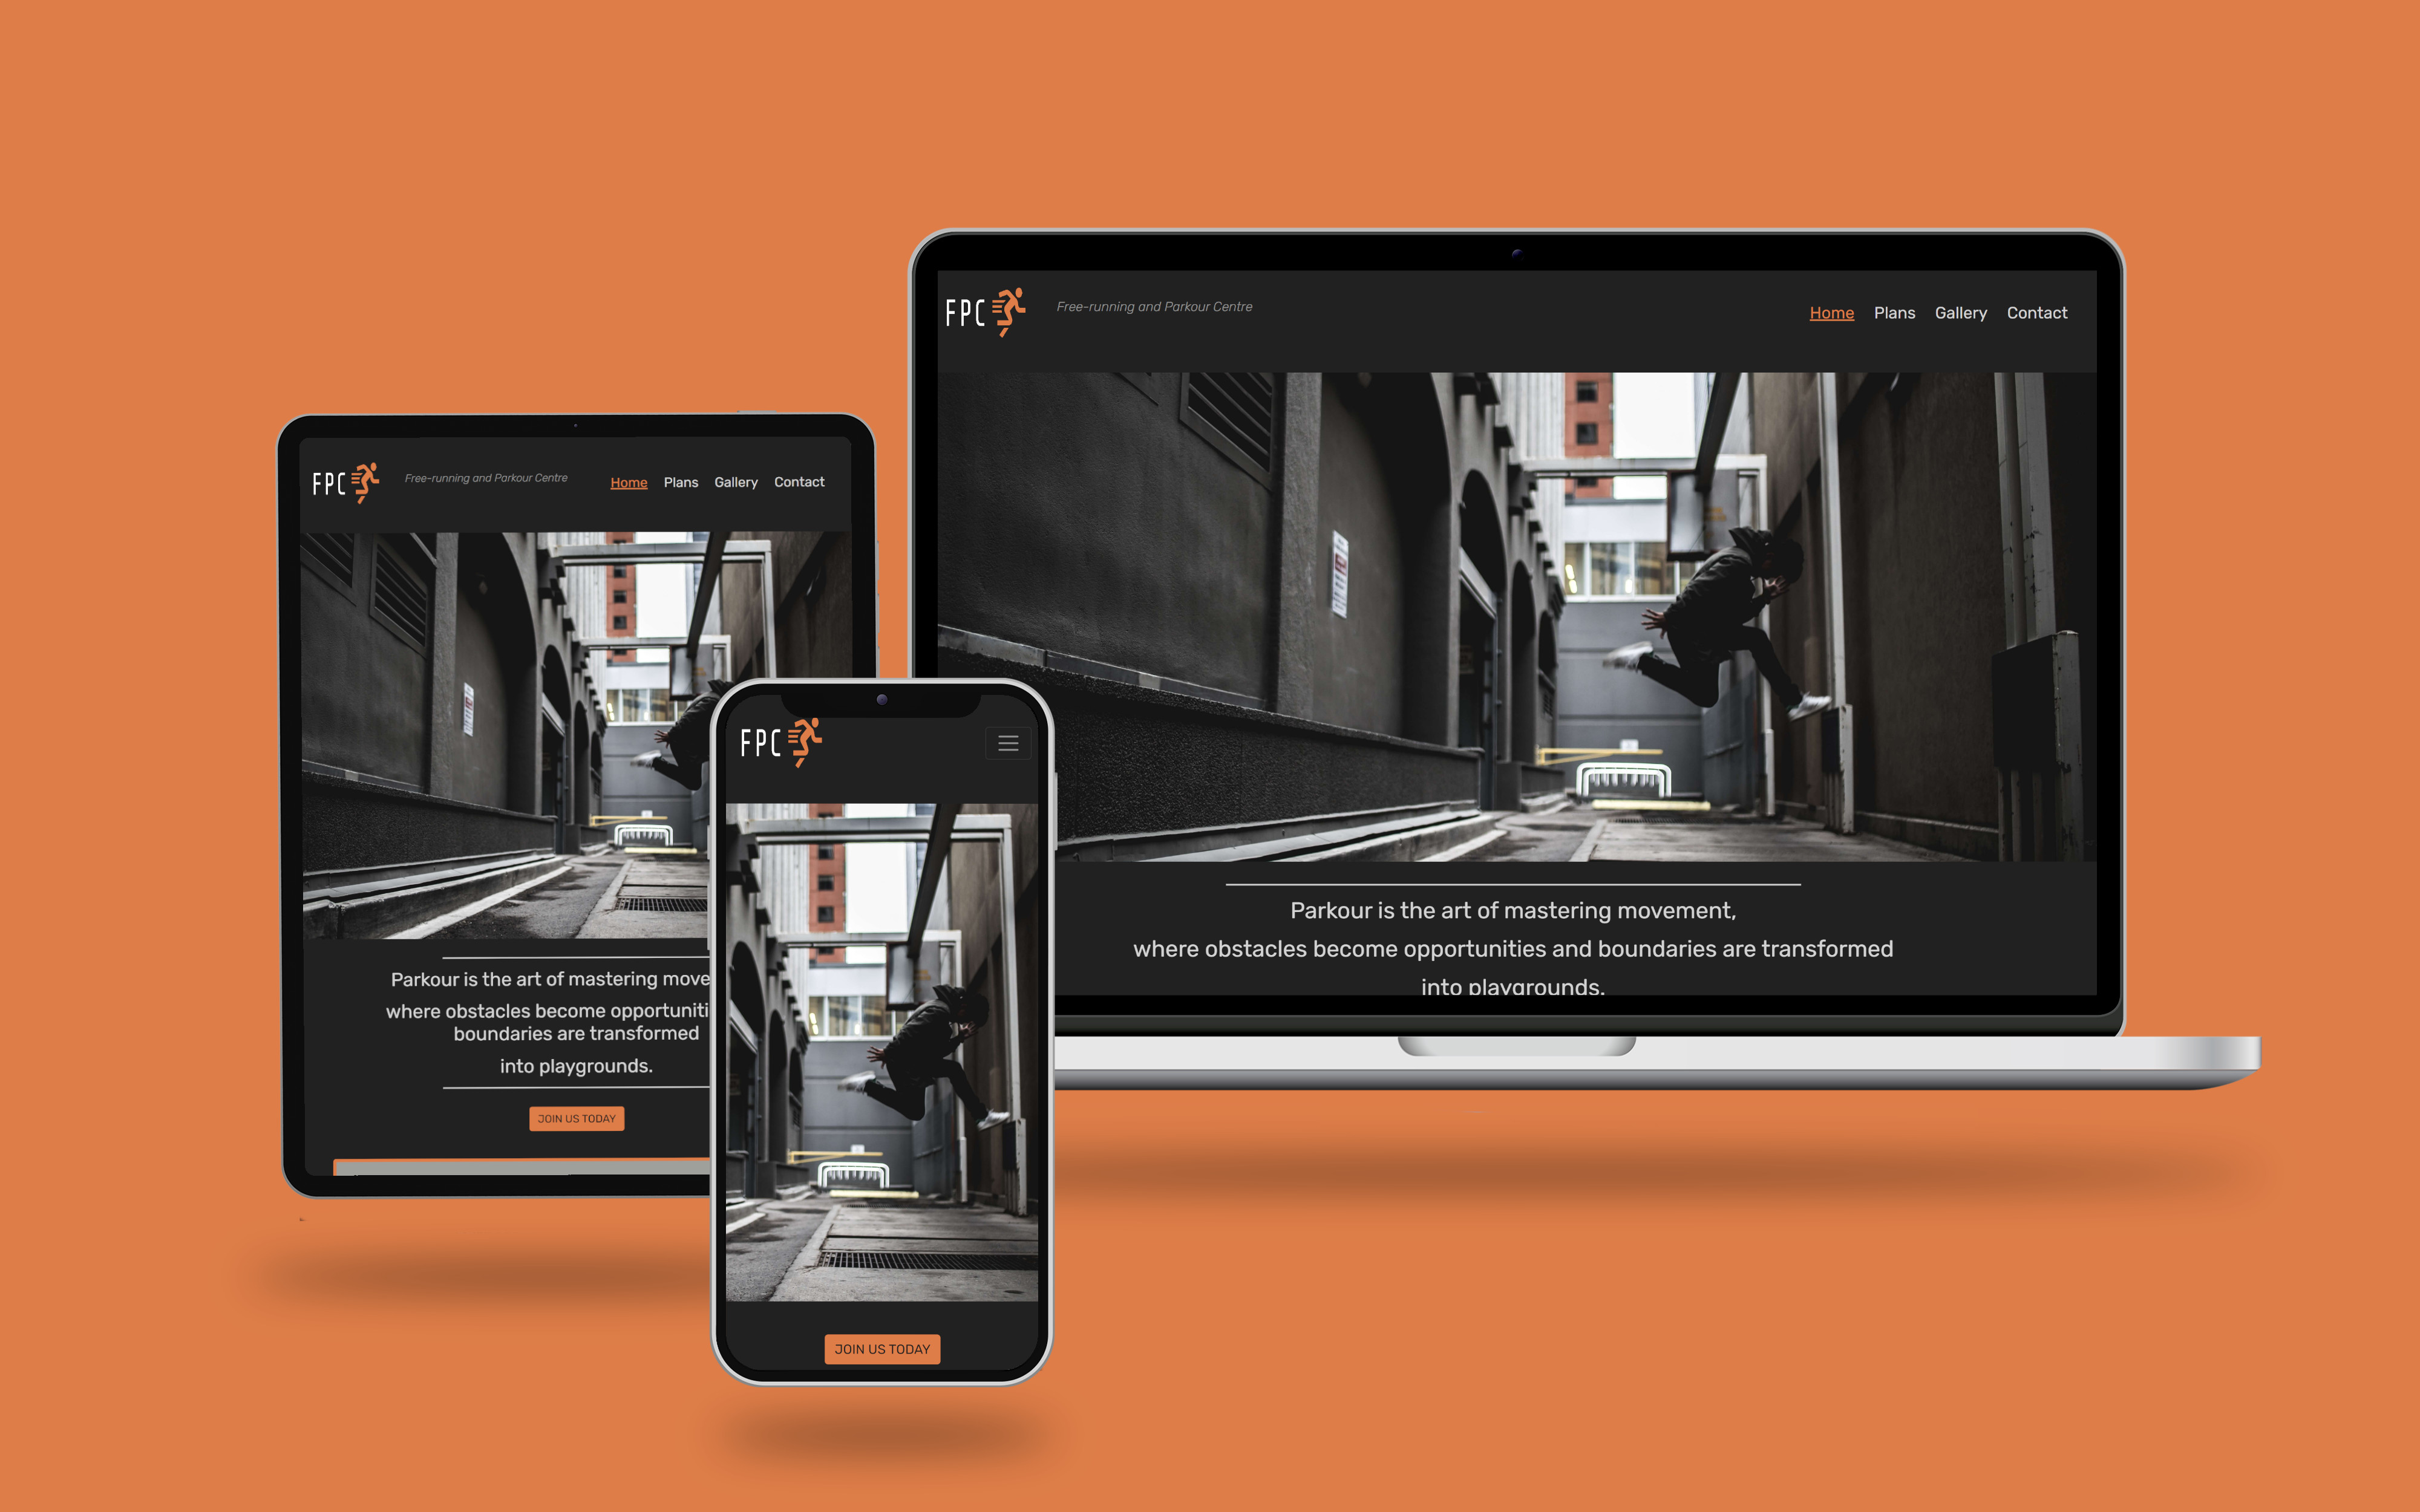 FPC
Free-running and Parkour Centre
Home Plans Gallery Contact
Parkour is the art of mastering movement,
where obstacles become opportunities and boundaries are transformed
into playgrounds.
FPC
Free-running and Parkour Centre
Home Plans Gallery Contact
Parkour is the art of mastering move
where obstacles become opportuniti
boundaries are transformed
into playgrounds.
JOIN US TODAY
FPC
JOIN US TODAY